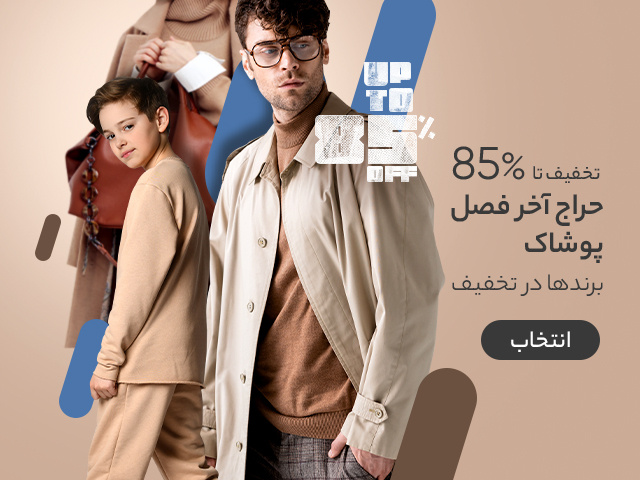 UP
TO
85%
OFF
تخفیف تا 85%
حراج آخر فصل
پوشاک
برندها در تخفیف
انتخاب